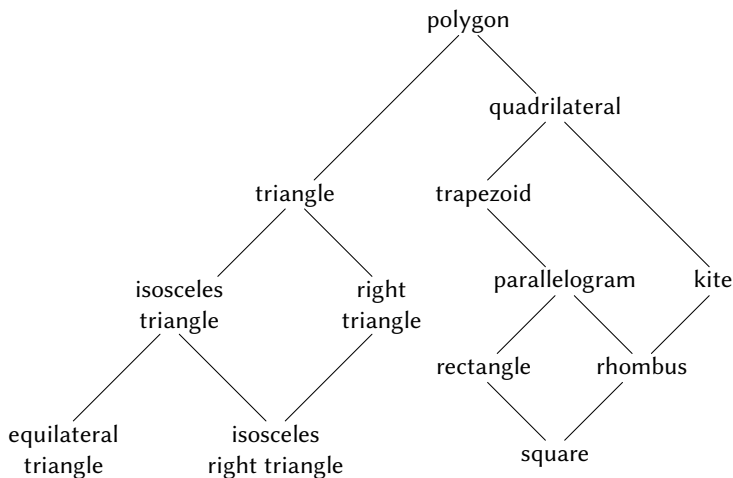 polygon
quadrilateral
triangle
trapezoid
isosceles
triangle
right
triangle
parallelogram
kite
rectangle
rhombus
equilateral
triangle
isosceles
right triangle
square